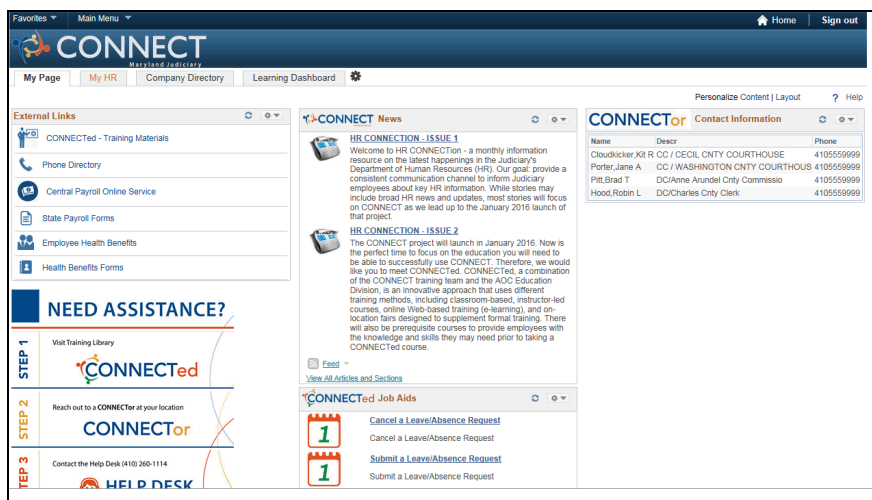 Favorites Main Menu Home Sign out
CONNECT
Maryland Judiciary
My Page My HR Company Directory Learning Dashboard
Personalize Content | Layout ? Help
External Links
CONNECTed - Training Materials
Phone Directory
Central Payroll Online Service
State Payroll Forms
Employee Health Benefits
Health Benefits Forms
NEED ASSISTANCE?
STEP 1
Visit Training Library
CONNECTed
STEP 2
Reach out to a CONNECTor at your location
CONNECTor
STEP 3
Contact the Help Desk (410) 260-1114
HELP DESK
CONNECT News
HR CONNECTION - ISSUE 1
Welcome to HR CONNECTion - a monthly information
resource on the latest happenings in the Judiciary's
Department of Human Resources (HR). Our goal: provide a
consistent communication channel to inform Judiciary
employees about key HR information. While stories may
include broad HR news and updates, most stories will focus
on CONNECT as we lead up to the January 2016 launch of
that project.
HR CONNECTION - ISSUE 2
The CONNECT project will launch in January 2016. Now is
the perfect time to focus on the education you will need to
be able to successfully use CONNECT. Therefore, we would
like you to meet CONNECTed. CONNECTed, a combination
of the CONNECT training team and the AOC Education
Division, is an innovative approach that uses different
training methods, including classroom-based, instructor-led
courses, online Web-based training (e-learning), and on-
location fairs designed to supplement formal training. There
will also be prerequisite courses to provide employees with
the knowledge and skills they may need prior to taking a
CONNECTed course.
Feed
View All Articles and Sections
CONNECTed Job Aids
1
Cancel a Leave/Absence Request
Cancel a Leave/Absence Request
1
Submit a Leave/Absence Request
Submit a Leave/Absence Request
CONNECTor Contact Information
Name Descr Phone
Cloudkicker,Kit R CC / CECIL CNTY COURTHOUSE 4105559999
Porter,Jane A CC / WASHINGTON CNTY COURTHOUS 4105559999
Pitt,Brad T DC/Anne Arundel Cnty Commissio 4105559999
Hood,Robin L DC/Charles Cnty Clerk 4105559999